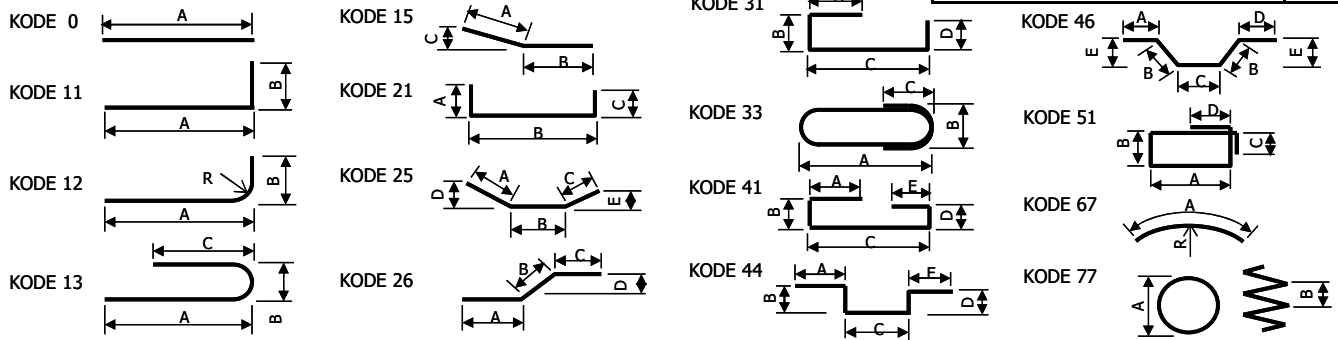 KODE 0
A
KODE 11
B
A
KODE 12
R
B
A
KODE 13
C
A
B
KODE 15
A
C
B
KODE 21
A
C
B
KODE 25
D
A
C
E
B
KODE 26
B
C
D
A
KODE 31
B
D
C
KODE 33
C
B
A
KODE 41
A
E
B
D
C
KODE 44
A
E
B
D
C
KODE 46
A
D
E
E
B
B
C
KODE 51
D
B
C
A
KODE 67
A
R
KODE 77
A
B